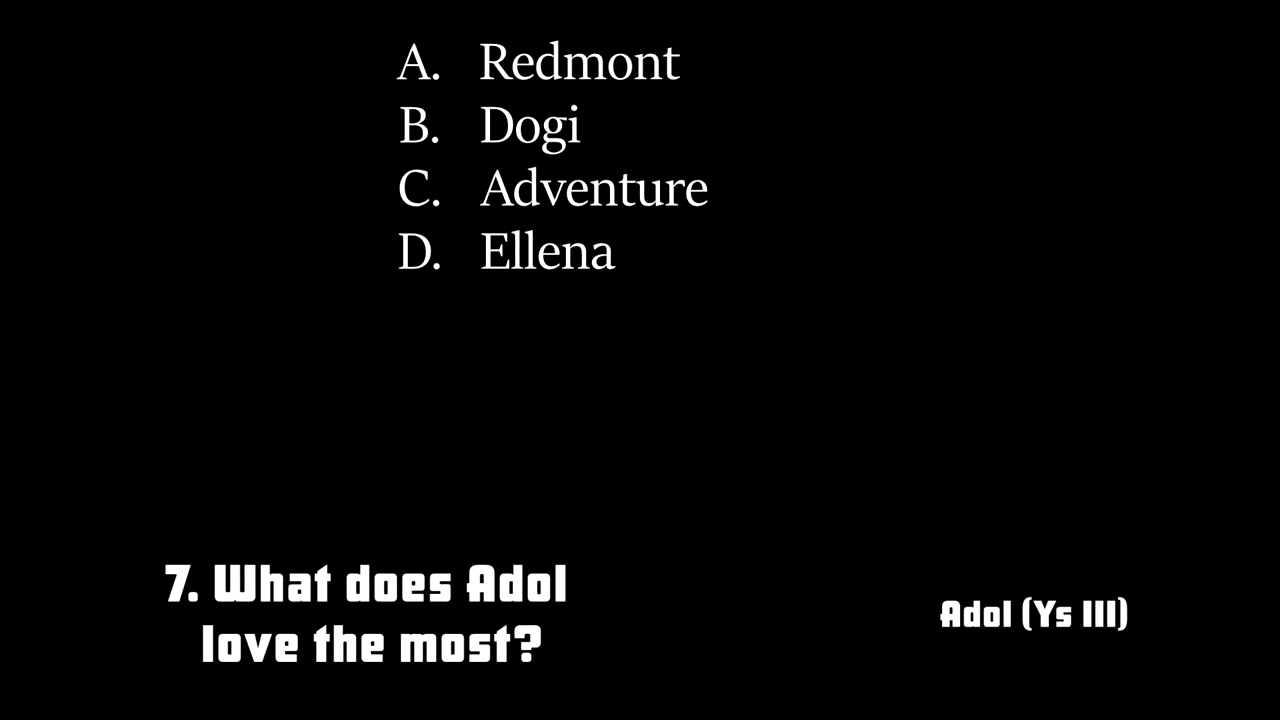 A. Redmont
B. Dogi
C. Adventure
D. Ellena
7. What does Adol
love the most?
Adol (Ys III)